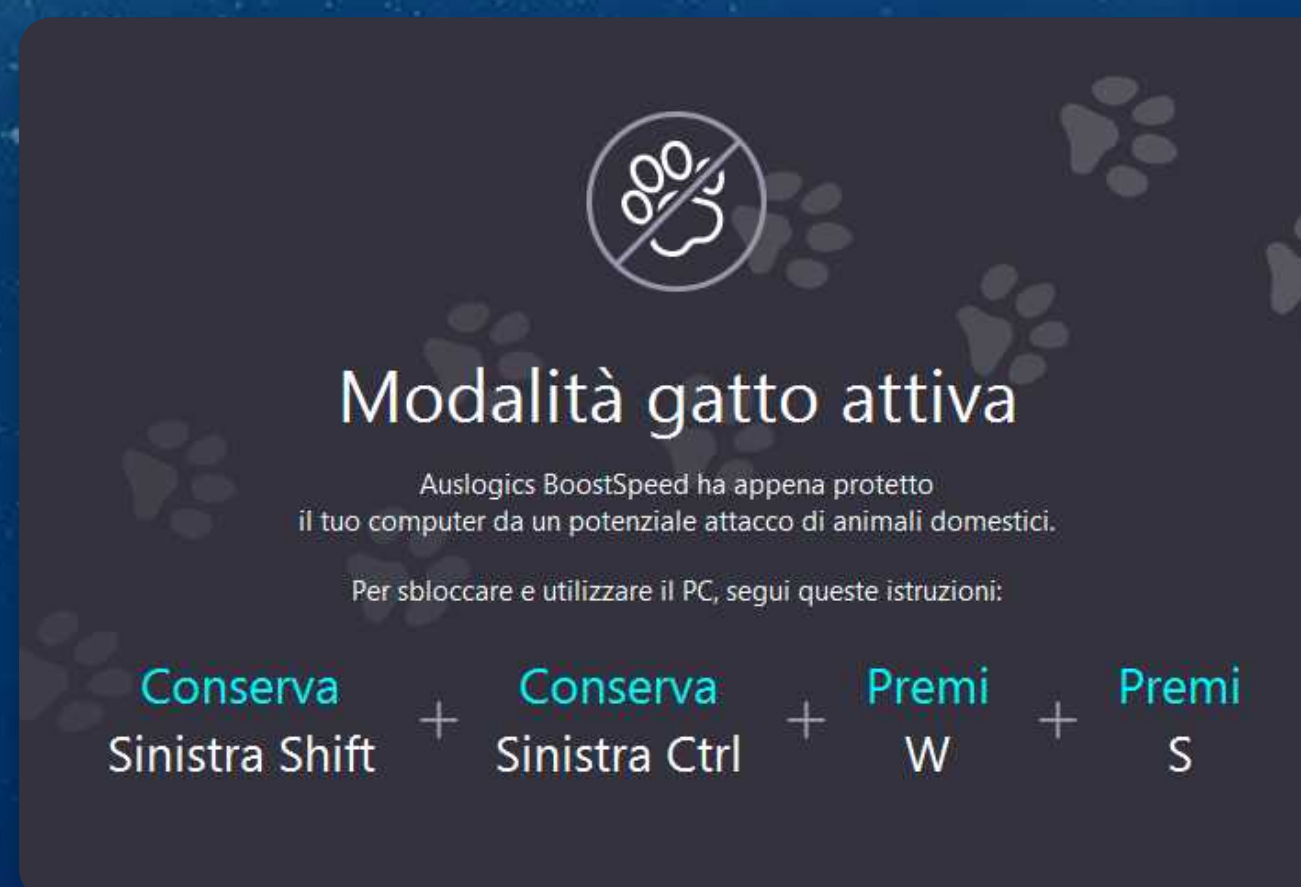 Modalità gatto attiva
Auslogics BoostSpeed ha appena protetto
il tuo computer da un potenziale attacco di animali domestici.
Per sbloccare e utilizzare il PC, segui queste istruzioni:
Conserva + Conserva + Premi + Premi
Sinistra Shift Sinistra Ctrl W S